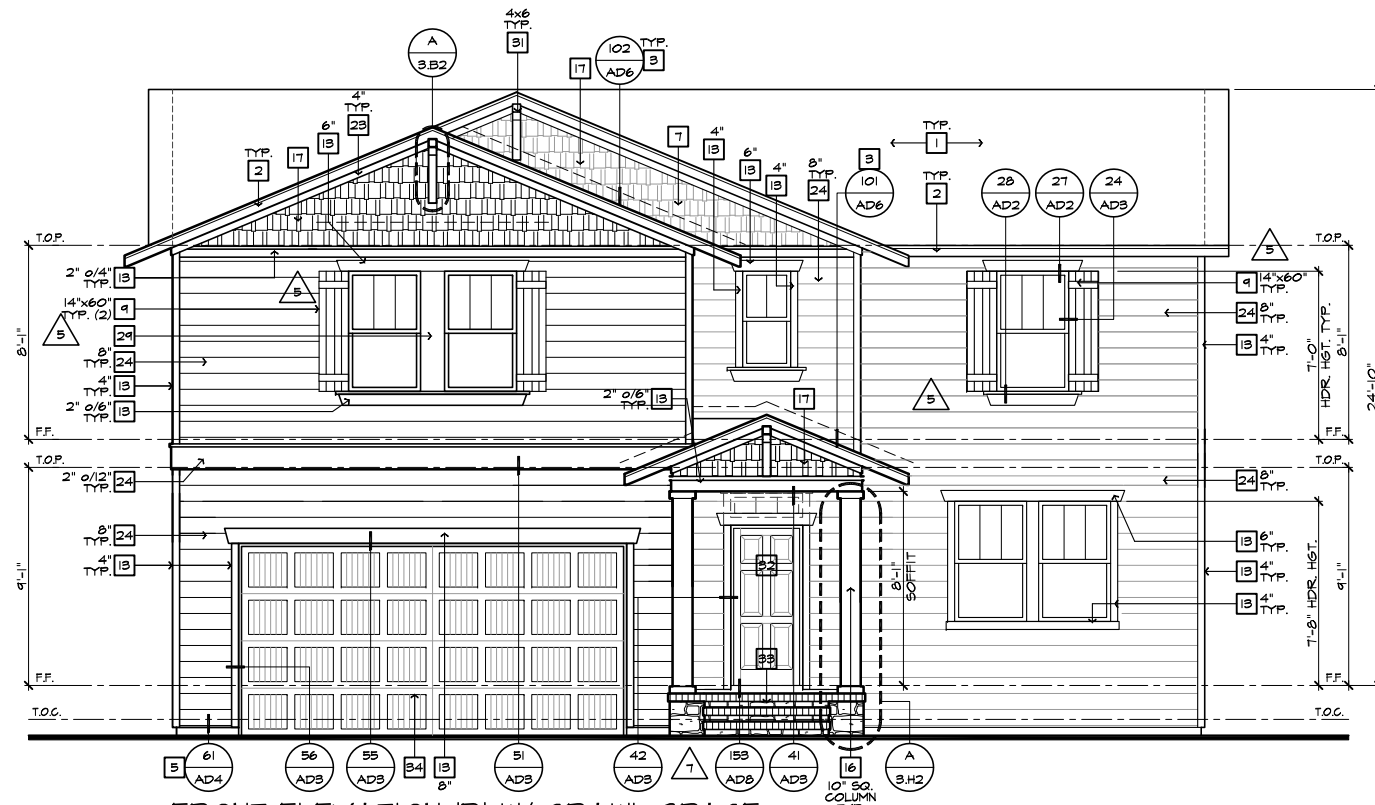 4x6
TYP.
31
A
3.B2
17
102
AD6
TYP.
3
4"
TYP.
23
6"
13
TYP.
2
17
7
4"
13
6"
13
4"
13
8"
TYP.
24
3
101
AD6
TYP.
1
TYP.
2
28
AD2
27
AD2
24
AD3
T.O.P.
T.O.P.
5
2" o/4"
TYP.
13
14"x60"
TYP. (2)
9
5
5
29
8"
TYP.
24
4"
TYP.
13
2" o/6"
TYP.
13
8'-1"
9
14"x60"
TYP.
24
8"
TYP.
13
4"
TYP.
7'-0"
HDR. HGT. TYP.
8'-1"
24'-10"
5
2" o/6"
TYP.
13
17
F.F.
F.F.
T.O.P.
T.O.P.
2" o/12"
TYP.
24
24
8"
TYP.
8"
TYP.
24
4"
TYP.
13
9'-1"
32
33
8'-1"
SOFFIT
13
6"
TYP.
13
4"
TYP.
13
4"
TYP.
7'-8" HDR. HGT.
9'-1"
F.F.
F.F.
T.O.C.
T.O.C.
5
61
AD4
56
AD3
55
AD3
34
13
8"
51
AD3
42
AD3
7
153
AD8
41
AD3
16
10" SQ.
COLUMN
A
3.H2